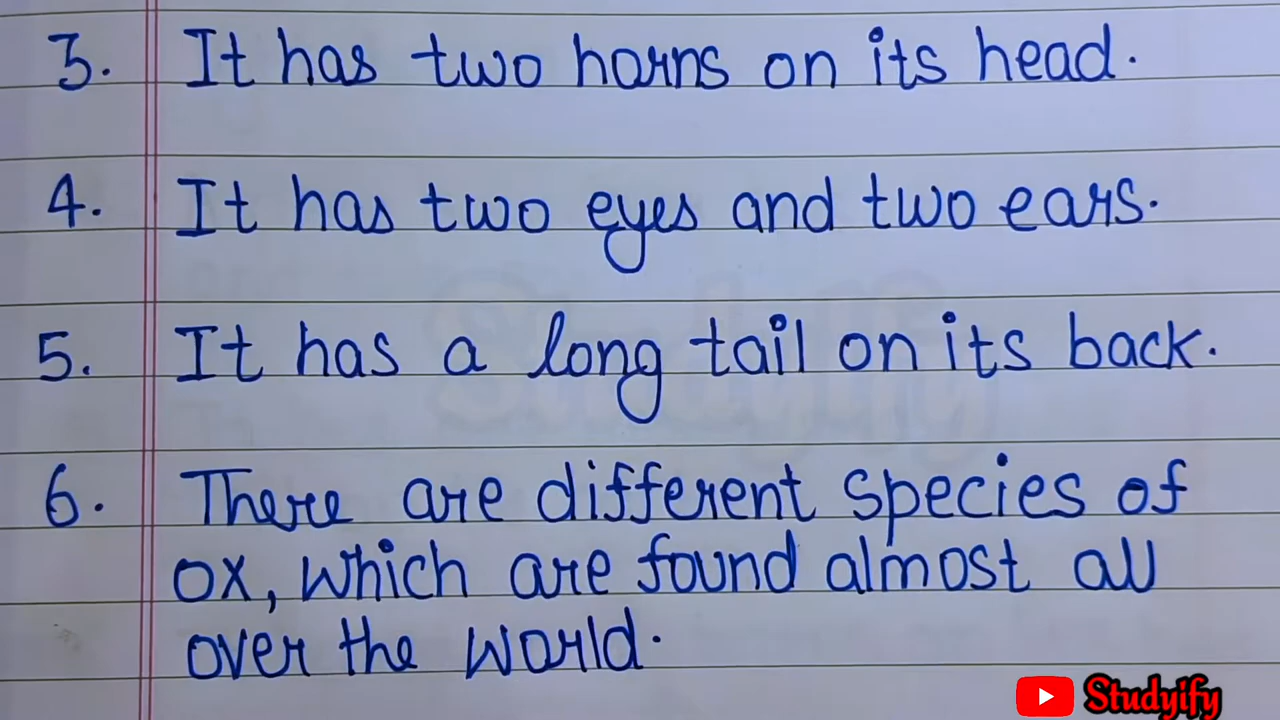 3. It has two horns on its head.
4. It has two eyes and two ears.
5. It has a long tail on its back.
6. There are different species of
ox, which are found almost all
over the world.
Studyify